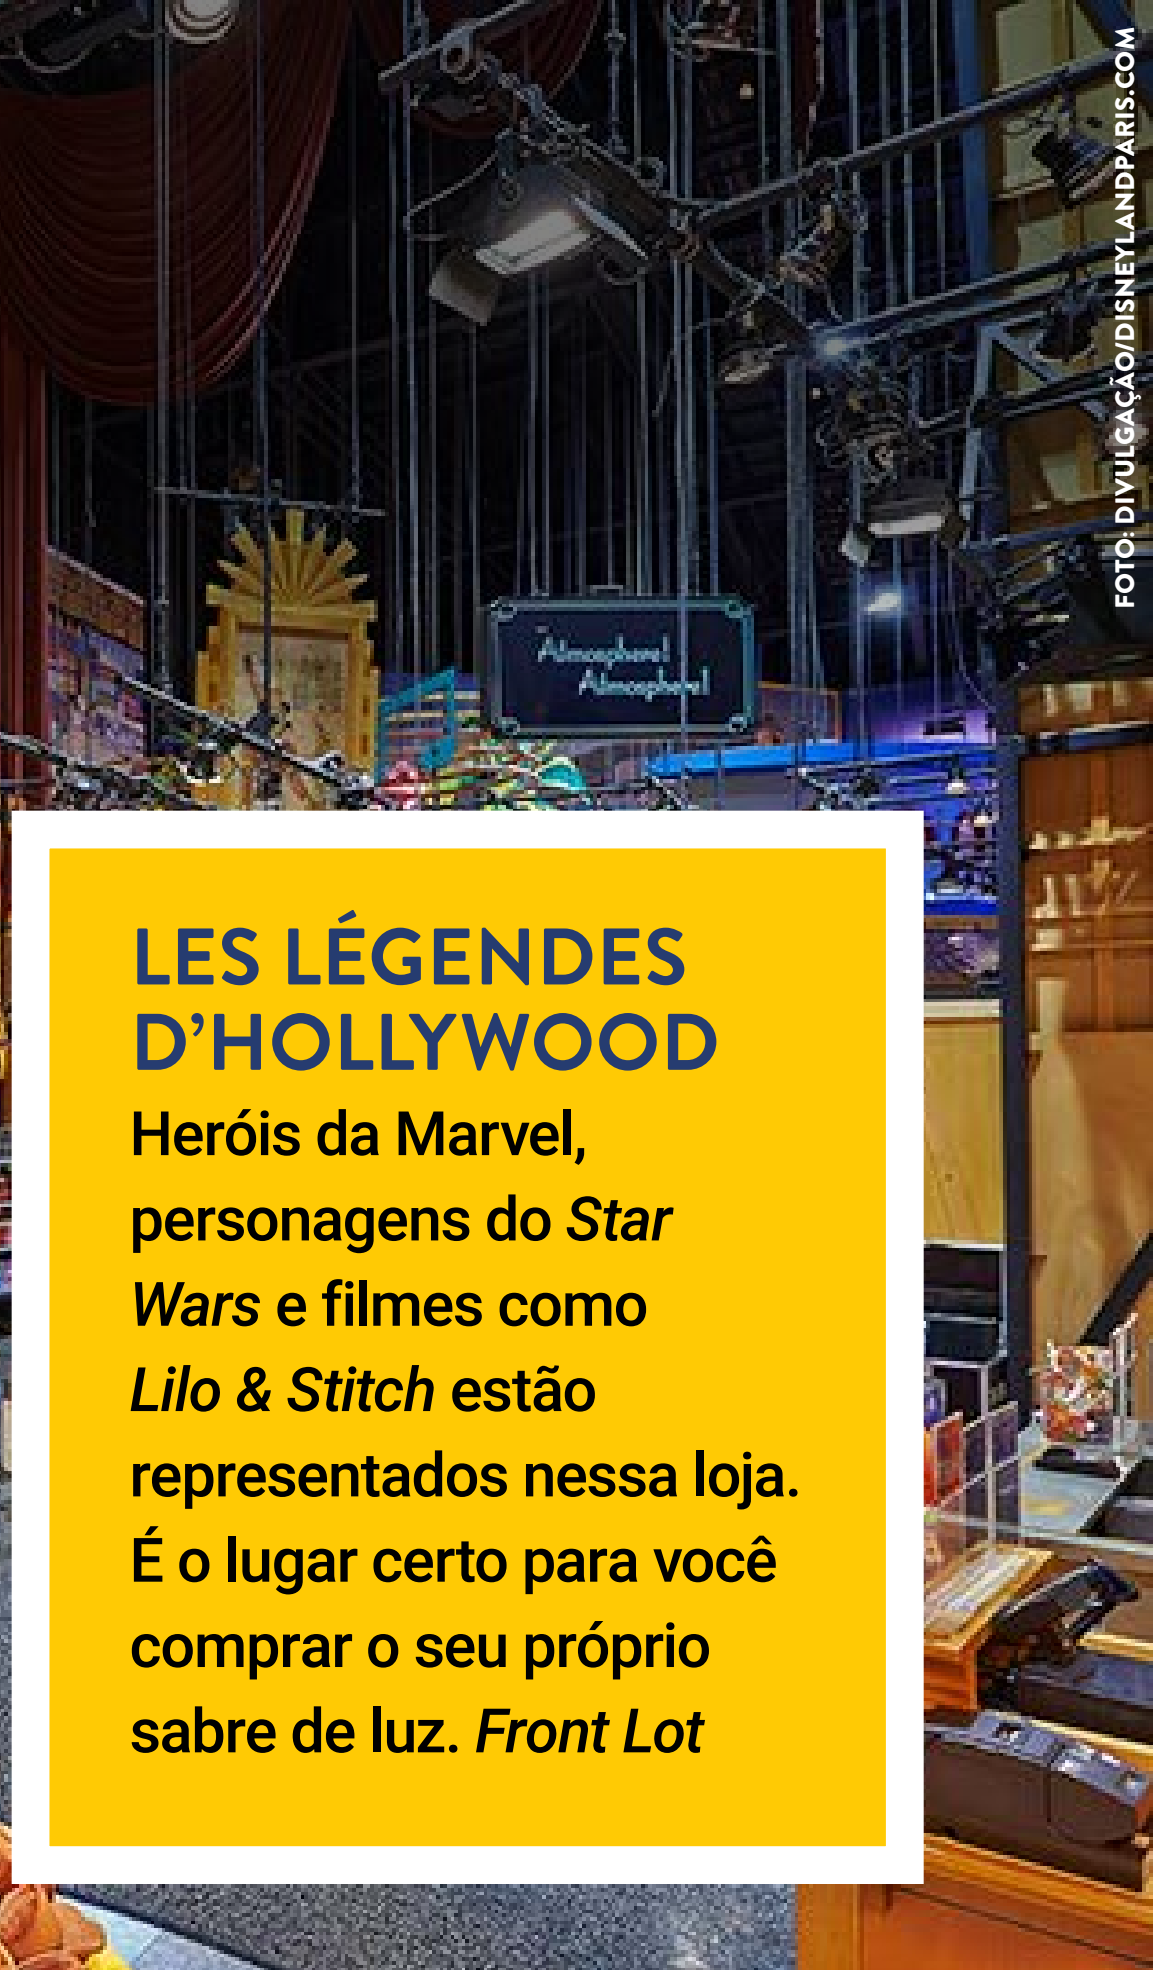 FOTO: DIVULGAÇÃO/DISNEYLANDPARIS.COM
Atmosphere!
Atmosphere!
LES LÉGENDES
D’HOLLYWOOD
Heróis da Marvel,
personagens do Star
Wars e filmes como
Lilo & Stitch estão
representados nessa loja.
É o lugar certo para você
comprar o seu próprio
sabre de luz. Front Lot